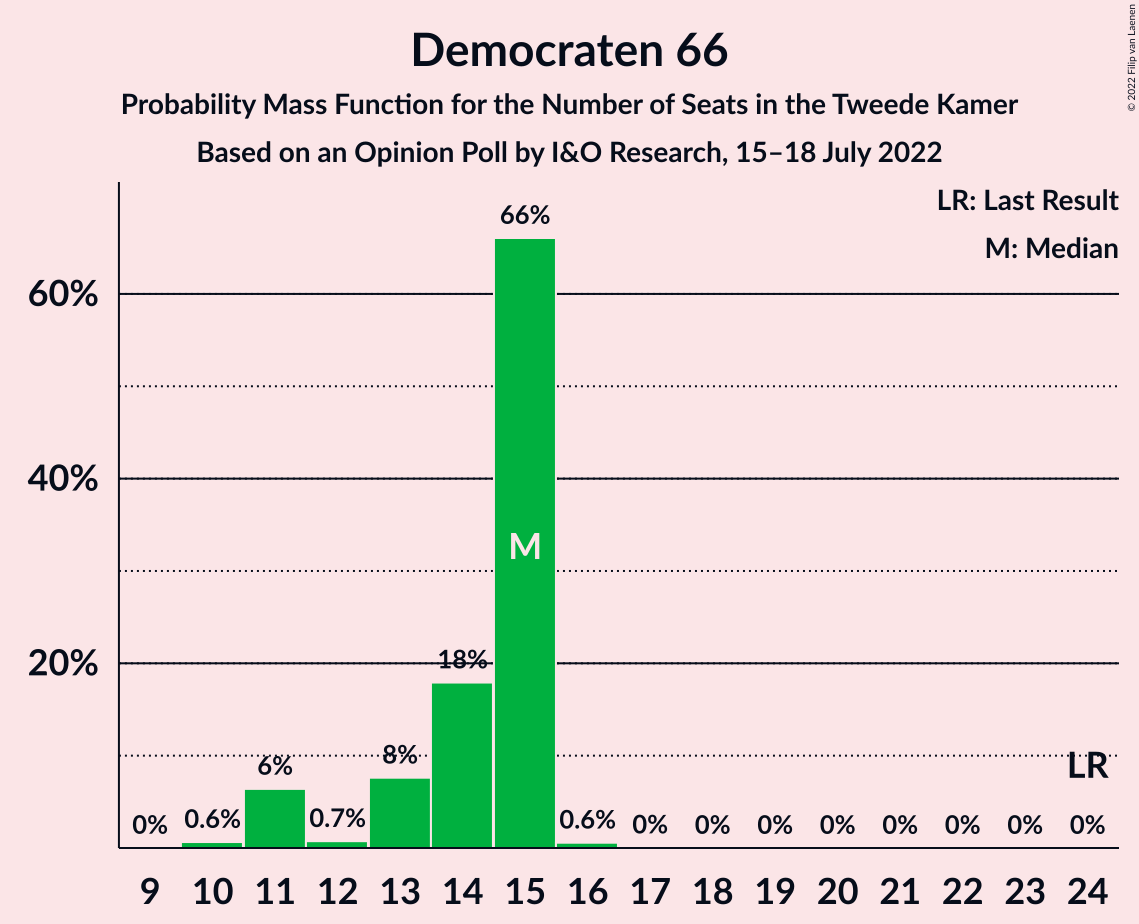 Democraten 66
Probability Mass Function for the Number of Seats in the Tweede Kamer
Based on an Opinion Poll by I&O Research, 15–18 July 2022
© 2022 Filip van Laenen
LR: Last Result
M: Median
66%
60%
40%
M
20%
18%
8%
6%
LR
0% 0.6% 0.7% 0.6% 0% 0% 0% 0% 0% 0% 0% 0%
9 10 11 12 13 14 15 16 17 18 19 20 21 22 23 24